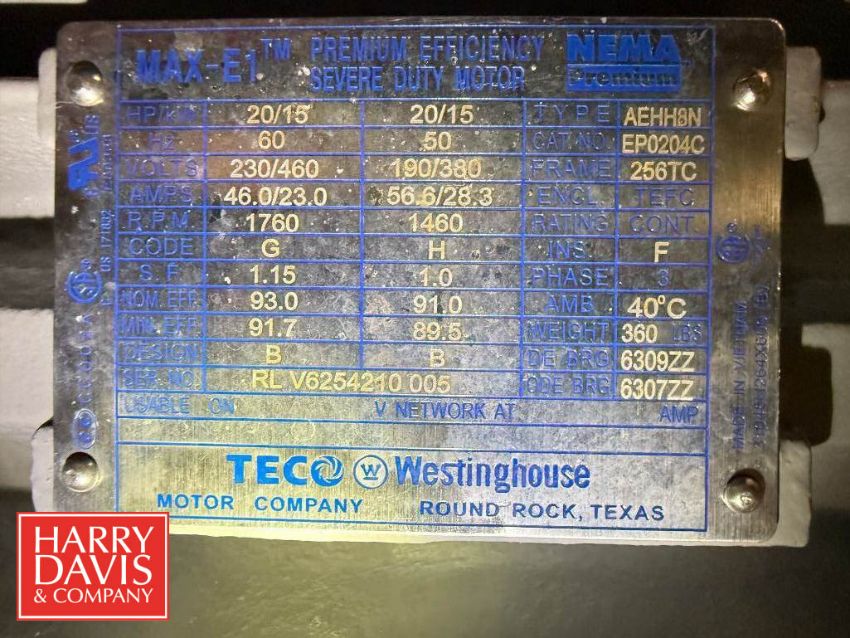 MAX-E1™ PREMIUM EFFICIENCY
SEVERE DUTY MOTOR
NEMA
Premium
HP/KW 20/15 20/15 TYPE AEHH8N
HZ 60 50 CAT.NO. EP0204C
VOLTS 230/460 190/380 FRAME 256TC
AMPS 46.0/23.0 56.6/28.3 ENCL. TEFC
R.P.M. 1760 1460 RATING CONT.
CODE G H INS. F
S.F. 1.15 1.0 PHASE 3
NOM.EFF. 93.0 91.0 AMB. 40°C
MIN.EFF. 91.7 89.5 WEIGHT 360 LBS
DESIGN B B DE BRG 6309ZZ
SER. NO. RL V6254210 005 ODE BRG 6307ZZ
USABLE ON V NETWORK AT AMP
TECO W Westinghouse
MOTOR COMPANY ROUND ROCK, TEXAS
MADE IN VIETNAM
HARRY
DAVIS
& COMPANY